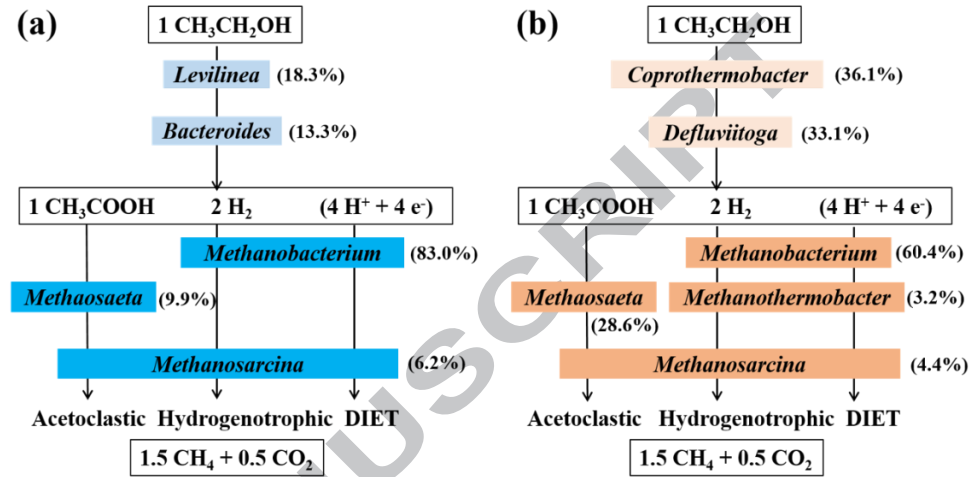 (a)
1 CH₃CH₂OH
Levilinea (18.3%)
Bacteroides (13.3%)
1 CH₃COOH 2 H₂ (4 H⁺ + 4 e⁻)
Methanobacterium (83.0%)
Methaosaeta (9.9%)
Methanosarcina (6.2%)
Acetoclastic Hydrogenotrophic DIET
1.5 CH₄ + 0.5 CO₂
(b)
1 CH₃CH₂OH
Coprothermobacter (36.1%)
Defluviitoga (33.1%)
1 CH₃COOH 2 H₂ (4 H⁺ + 4 e⁻)
Methanobacterium (60.4%)
Methaosaeta Methanothermobacter (3.2%)
(28.6%)
Methanosarcina (4.4%)
Acetoclastic Hydrogenotrophic DIET
1.5 CH₄ + 0.5 CO₂
USCRIPT